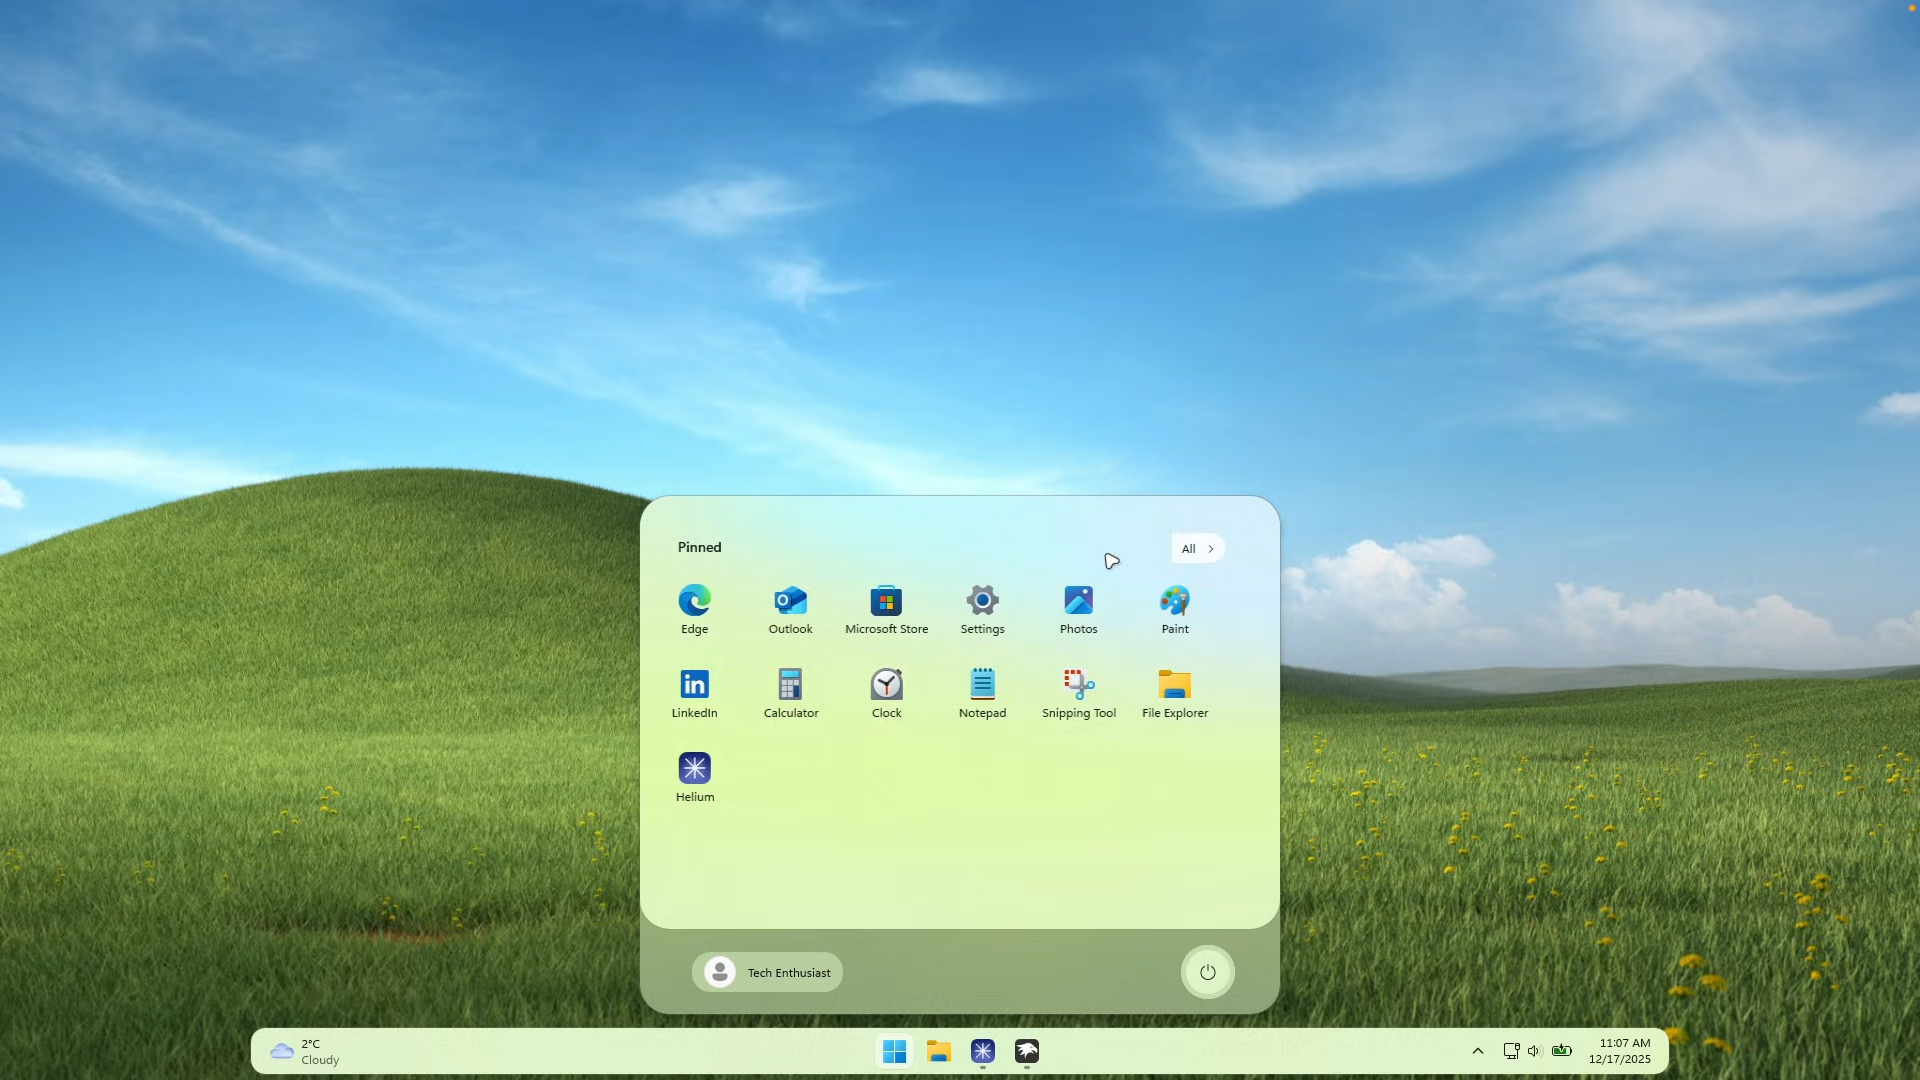 Pinned
All
Edge
Outlook
Microsoft Store
Settings
Photos
Paint
LinkedIn
Calculator
Clock
Notepad
Snipping Tool
File Explorer
Helium
Tech Enthusiast
2°C
Cloudy
11:07 AM
12/17/2025